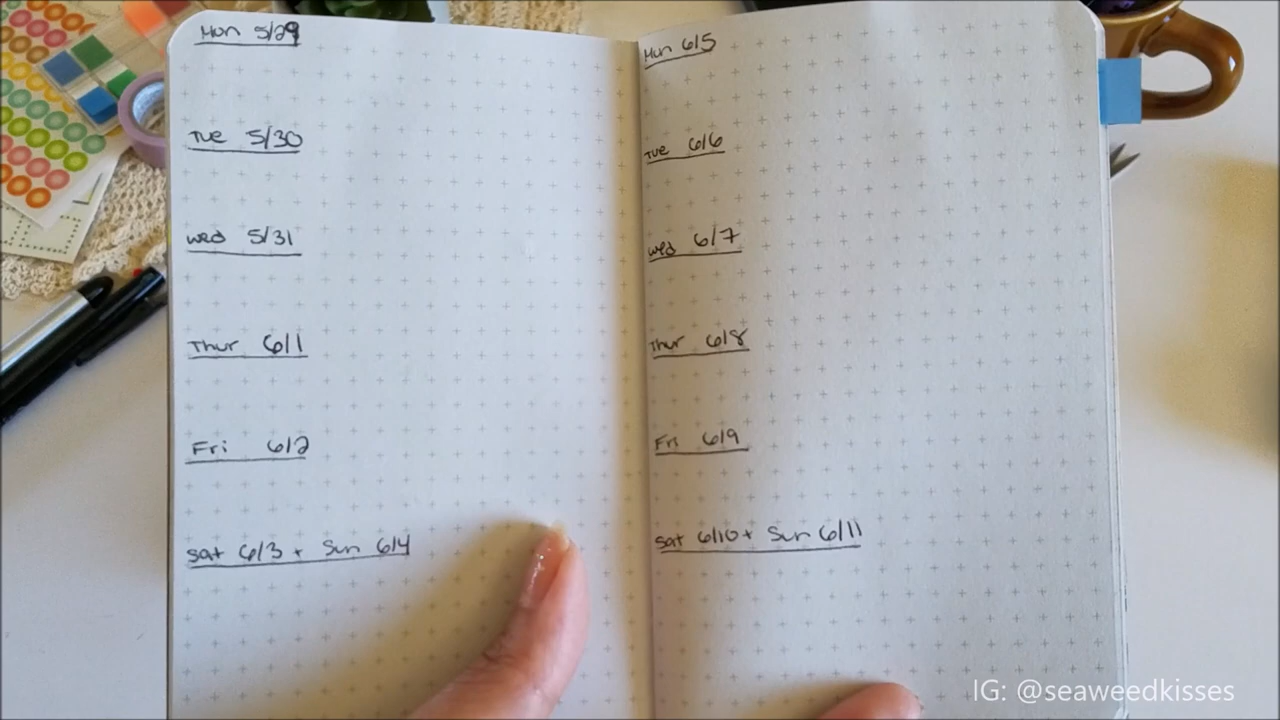 Mon 5/29
Tue 5/30
Wed 5/31
Thur 6/1
Fri 6/2
Sat 6/3 + Sun 6/4
Mon 6/5
Tue 6/6
Wed 6/7
Thur 6/8
Fri 6/9
Sat 6/10 + Sun 6/11
IG: @seaweedkisses